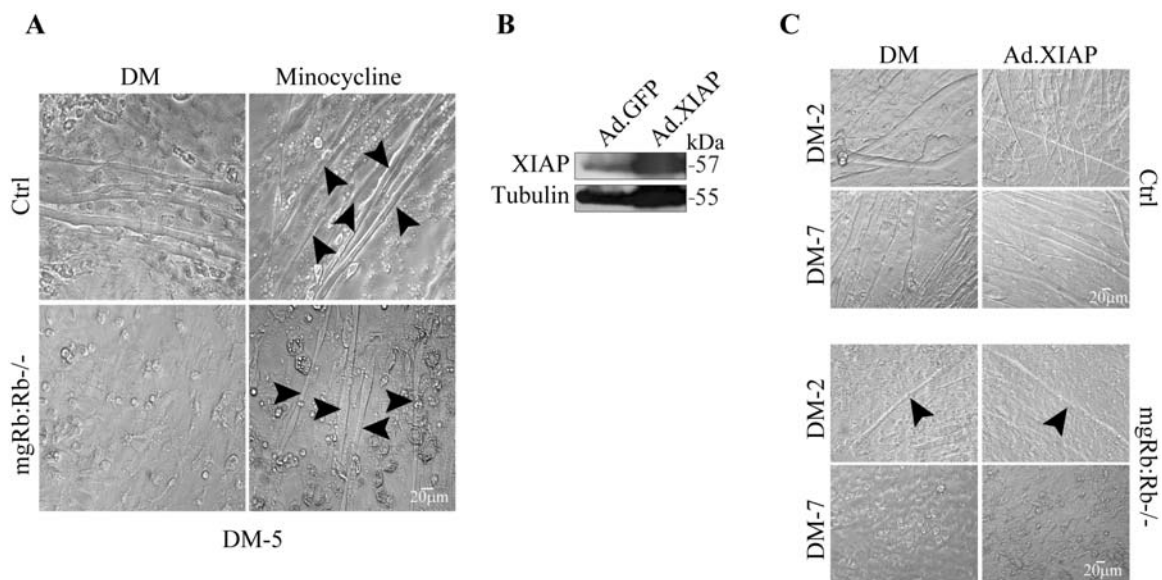 A
DM
Minocycline
Ctrl
mgRb:Rb-/-
20μm
DM-5
B
Ad.GFP
Ad.XIAP
kDa
XIAP
-57
Tubulin
-55
C
DM
Ad.XIAP
DM-2
DM-7
Ctrl
20μm
DM-2
DM-7
mgRb:Rb-/-
20μm